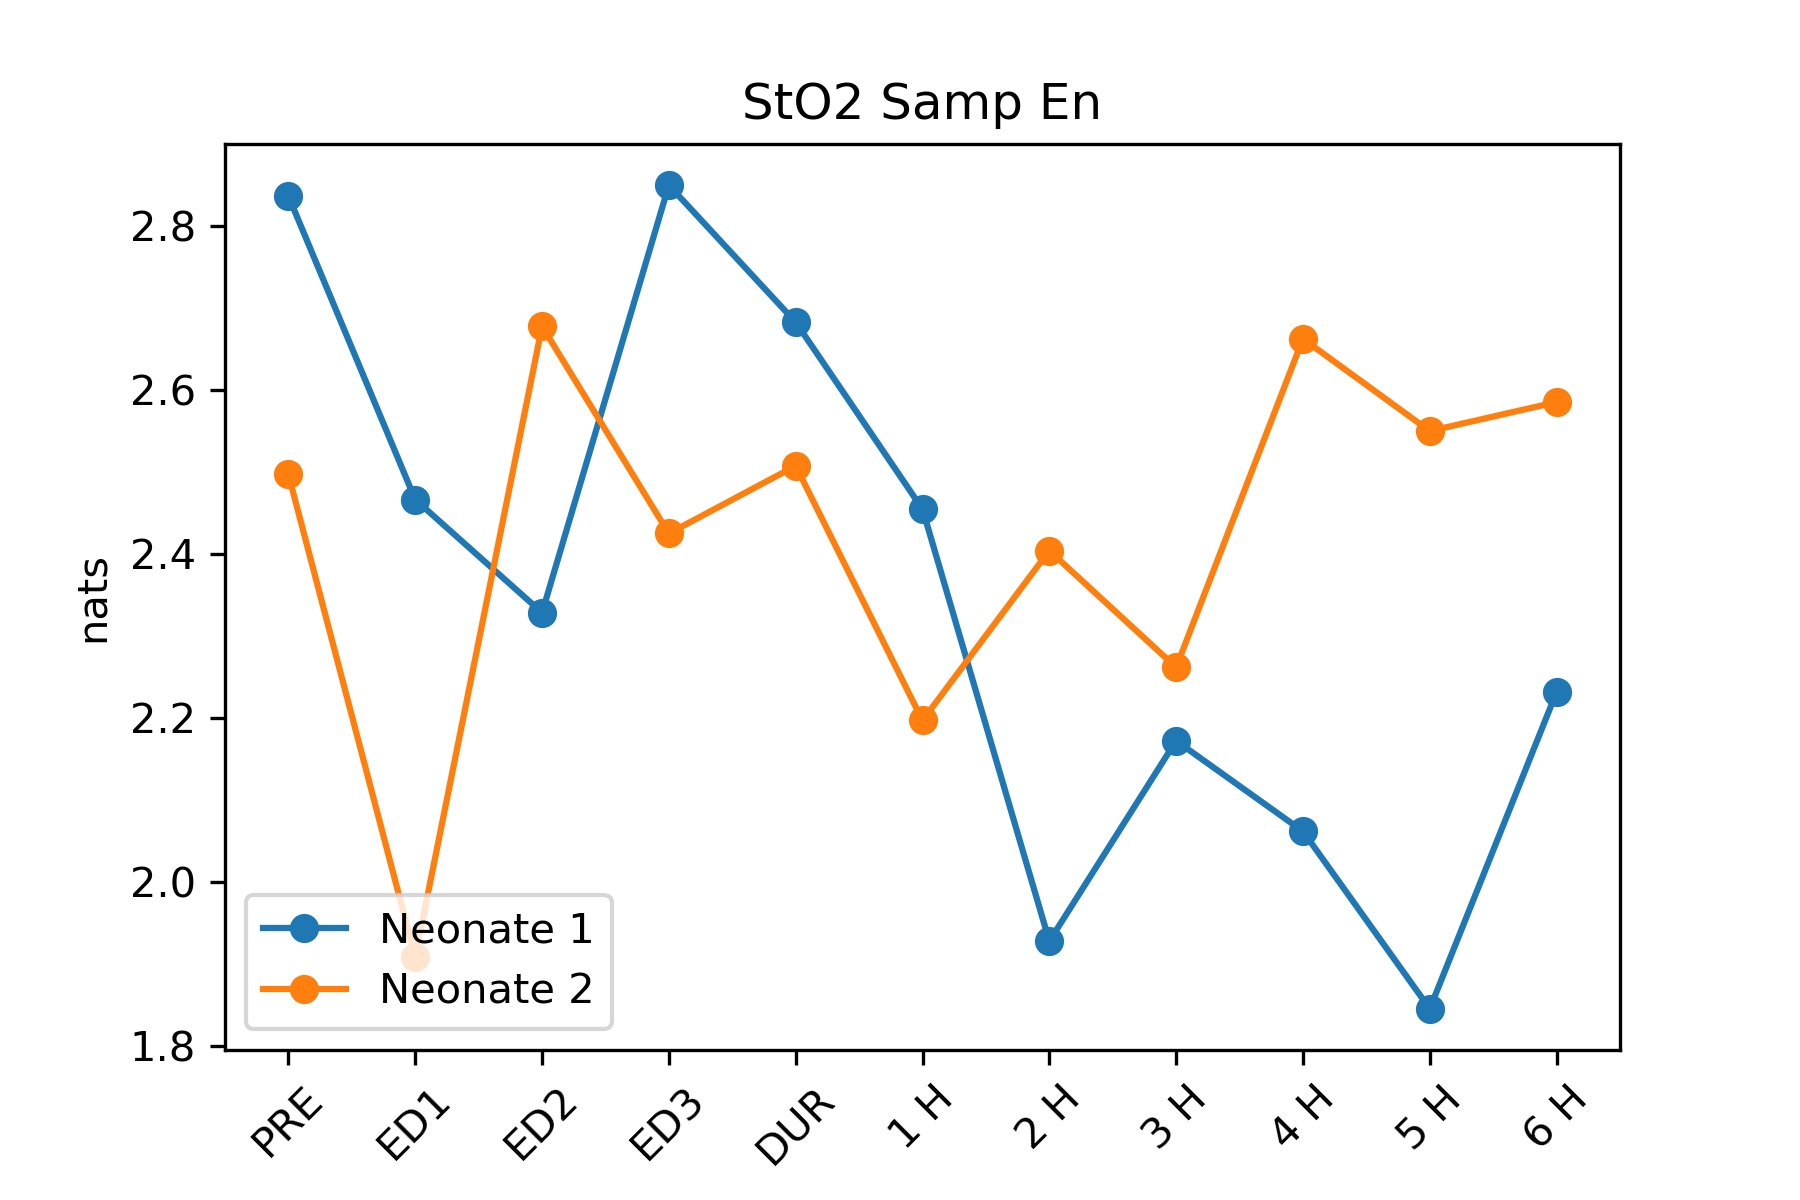 StO2 Samp En
nats
2.8
2.6
2.4
2.2
2.0
1.8
Neonate 1
Neonate 2
PRE
ED1
ED2
ED3
DUR
1 H
2 H
3 H
4 H
5 H
6 H